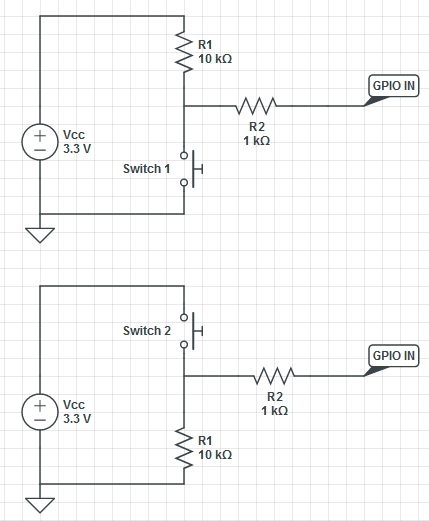 R1
10 kΩ
GPIO IN
R2
1 kΩ
Vcc
3.3 V
Switch 1
Switch 2
GPIO IN
R2
1 kΩ
Vcc
3.3 V
R1
10 kΩ